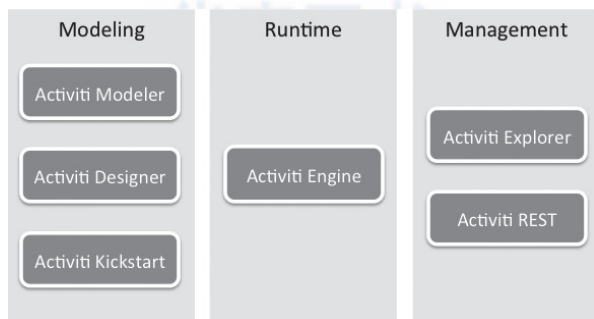 Modeling
Activiti Modeler
Activiti Designer
Activiti Kickstart
Runtime
Activiti Engine
Management
Activiti Explorer
Activiti REST